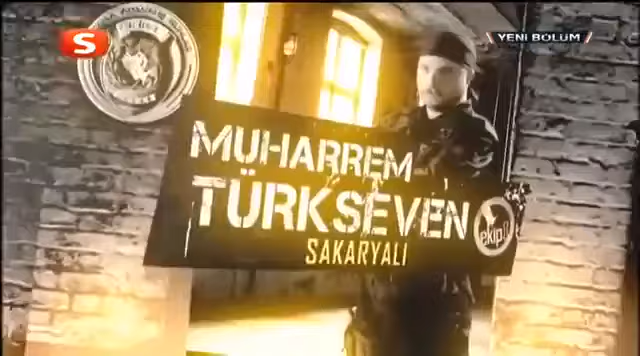 S
YENİ BÖLÜM
MUHARREM
TÜRKSEVEN
SAKARYALI